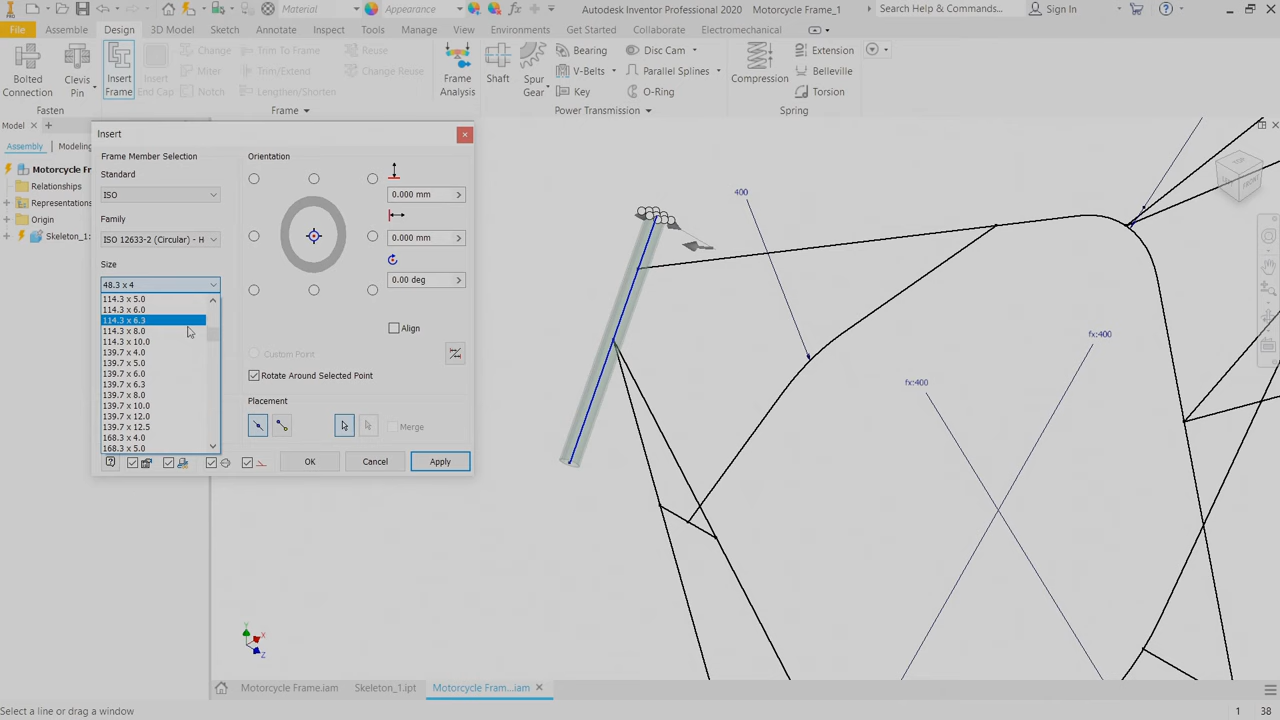 Material
Appearance
Autodesk Inventor Professional 2020
Motorcycle Frame_1
Search Help & Commands...
Sign In
File
Assemble
Design
3D Model
Sketch
Annotate
Inspect
Tools
Manage
View
Environments
Get Started
Collaborate
Electromechanical
Bolted
Connection
Clevis
Pin
Insert
Frame
Insert
End Cap
Change
Miter
Notch
Trim To Frame
Trim/Extend
Lengthen/Shorten
Reuse
Change Reuse
Frame
Analysis
Shaft
Spur
Gear
Bearing
V-Belts
Key
Disc Cam
Parallel Splines
O-Ring
Compression
Extension
Belleville
Torsion
Fasten
Frame
Power Transmission
Spring
Model
Assembly
Modeling
Motorcycle Fr
Relationships
Representations
Origin
Skeleton_1:
Insert
Frame Member Selection
Standard
ISO
Family
ISO 12633-2 (Circular) - H
Size
48.3 x 4
114.3 x 5.0
114.3 x 6.0
114.3 x 6.3
114.3 x 8.0
114.3 x 10.0
139.7 x 4.0
139.7 x 5.0
139.7 x 6.0
139.7 x 6.3
139.7 x 8.0
139.7 x 10.0
139.7 x 12.0
139.7 x 12.5
168.3 x 4.0
168.3 x 5.0
Orientation
0.000 mm
0.000 mm
0.00 deg
Align
Custom Point
Rotate Around Selected Point
Placement
Merge
OK
Cancel
Apply
400
fx:400
fx:400
TOP
FRONT
Y
X
Z
Motorcycle Frame.iam
Skeleton_1.ipt
Motorcycle Fram...iam
Select a line or drag a window
1
38